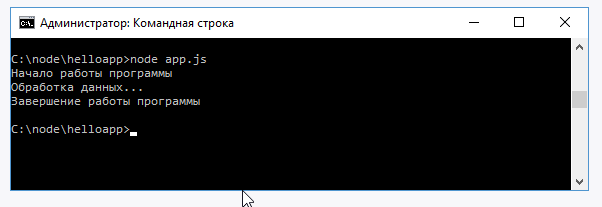 Администратор: Командная строка
C:\node\helloapp>node app.js
Начало работы программы
Обработка данных...
Завершение работы программы
C:\node\helloapp>